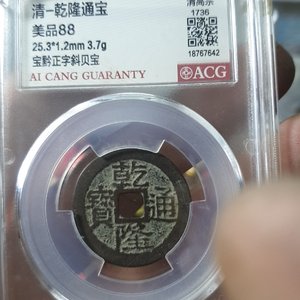 清-乾隆通宝
美品88
25.3*1.2mm 3.7g
宝黔正字斜贝宝
AI CANG GUARANTY
清高宗
1736
18767642
ACG
乾隆通寶